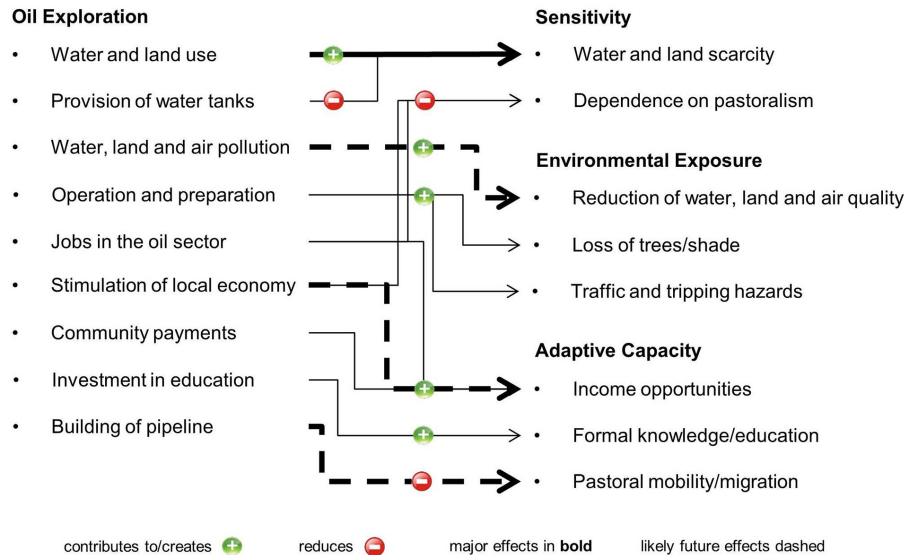 Oil Exploration
• Water and land use
• Provision of water tanks
• Water, land and air pollution
• Operation and preparation
• Jobs in the oil sector
• Stimulation of local economy
• Community payments
• Investment in education
• Building of pipeline
Sensitivity
• Water and land scarcity
• Dependence on pastoralism
Environmental Exposure
• Reduction of water, land and air quality
• Loss of trees/shade
• Traffic and tripping hazards
Adaptive Capacity
• Income opportunities
• Formal knowledge/education
• Pastoral mobility/migration
contributes to/creates + reduces − major effects in bold likely future effects dashed